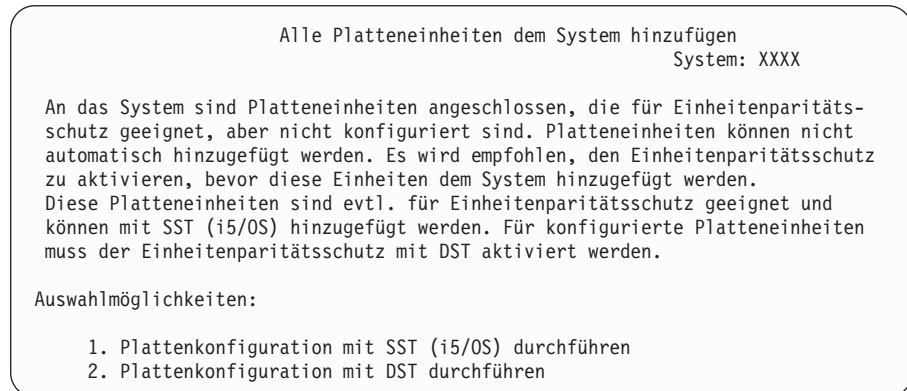 Alle Platteneinheiten dem System hinzufügen
System: XXXX
An das System sind Platteneinheiten angeschlossen, die für Einheitenparitäts-
schutz geeignet, aber nicht konfiguriert sind. Platteneinheiten können nicht
automatisch hinzugefügt werden. Es wird empfohlen, den Einheitenparitätsschutz
zu aktivieren, bevor diese Einheiten dem System hinzugefügt werden.
Diese Platteneinheiten sind evtl. für Einheitenparitätsschutz geeignet und
können mit SST (i5/OS) hinzugefügt werden. Für konfigurierte Platteneinheiten
muss der Einheitenparitätsschutz mit DST aktiviert werden.
Auswahlmöglichkeiten:
1. Plattenkonfiguration mit SST (i5/OS) durchführen
2. Plattenkonfiguration mit DST durchführen